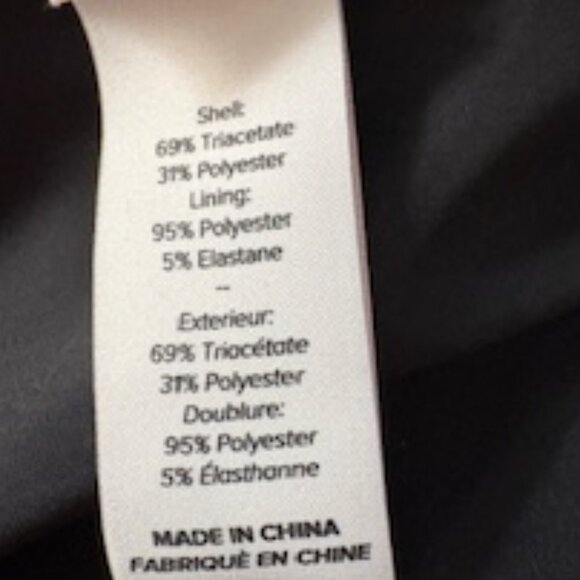 Shell:
69% Triacetate
31% Polyester
Lining:
95% Polyester
5% Elastane
--
Exterieur:
69% Triacétate
31% Polyester
Doublure:
95% Polyester
5% Élasthanne
MADE IN CHINA
FABRIQUÉ EN CHINE